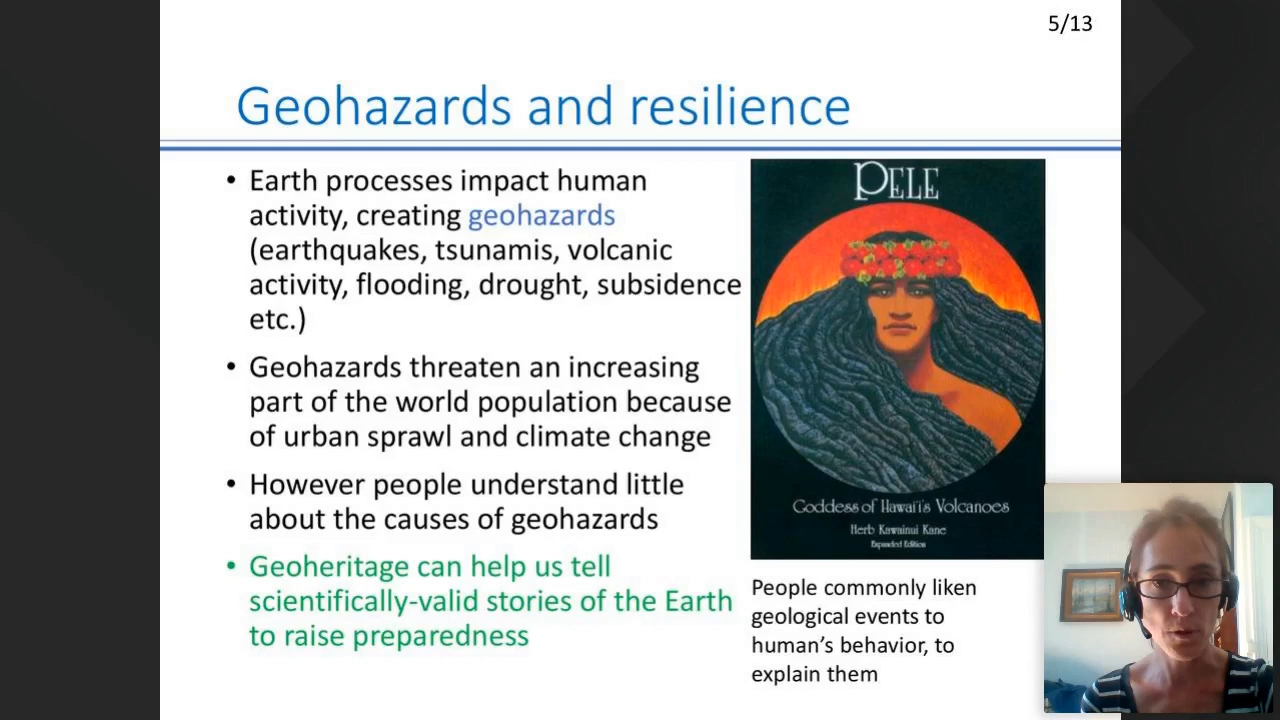 5/13
Geohazards and resilience
• Earth processes impact human
activity, creating geohazards
(earthquakes, tsunamis, volcanic
activity, flooding, drought, subsidence
etc.)
• Geohazards threaten an increasing
part of the world population because
of urban sprawl and climate change
• However people understand little
about the causes of geohazards
• Geoheritage can help us tell
scientifically-valid stories of the Earth
to raise preparedness
PELE
Goddess of Hawai'i's Volcanoes
Herb Kawainui Kane
Expanded Edition
People commonly liken
geological events to
human’s behavior, to
explain them